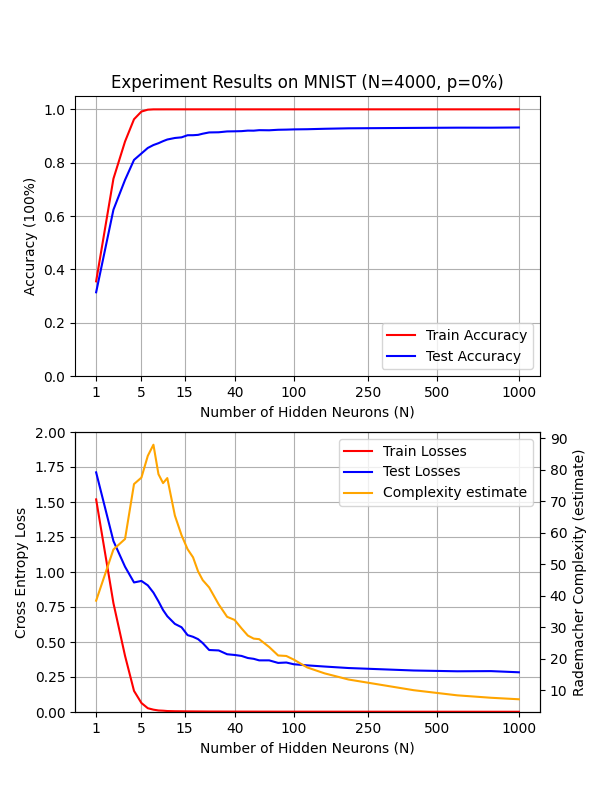 Experiment Results on MNIST (N=4000, p=0%)
Accuracy (100%)
1.0
0.8
0.6
0.4
0.2
0.0
Train Accuracy
Test Accuracy
1 5 15 40 100 250 500 1000
Number of Hidden Neurons (N)
Cross Entropy Loss
2.00
1.75
1.50
1.25
1.00
0.75
0.50
0.25
0.00
Train Losses
Test Losses
Complexity estimate
90
80
70
60
50
40
30
20
10
Rademacher Complexity (estimate)
1 5 15 40 100 250 500 1000
Number of Hidden Neurons (N)